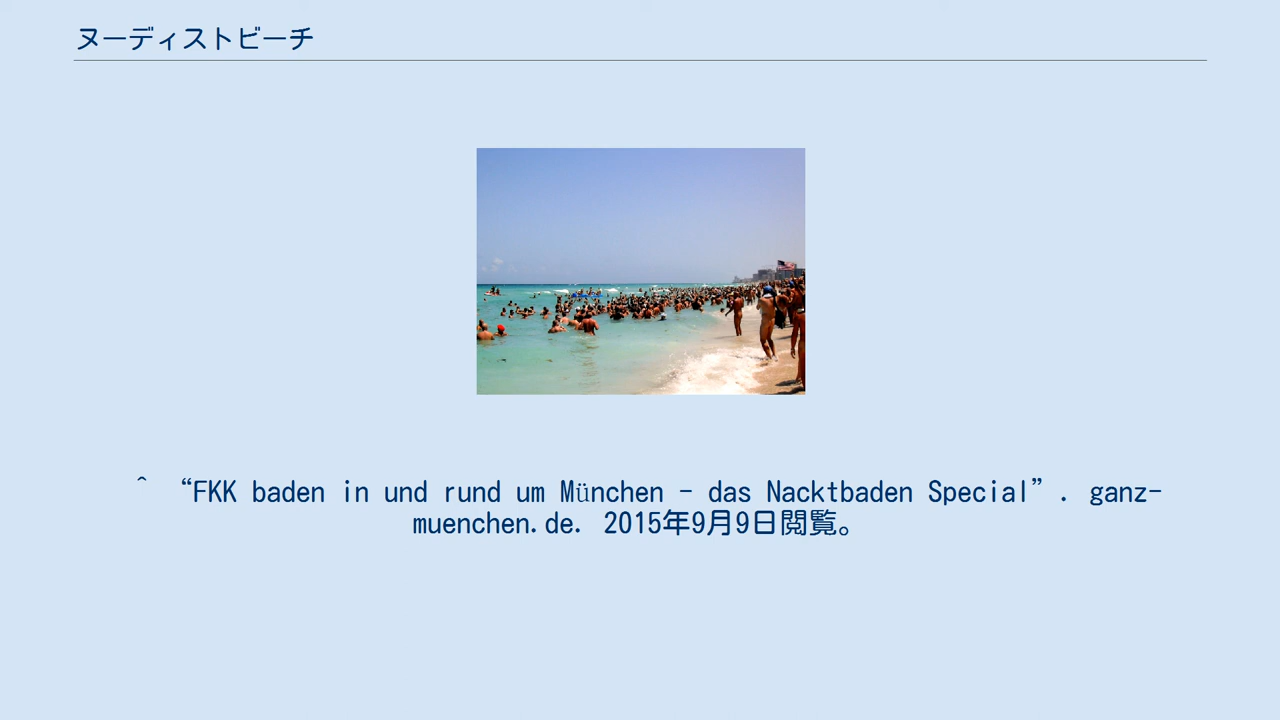 ヌーディストビーチ
^ “FKK baden in und rund um München - das Nacktbaden Special”. ganz-
muenchen.de. 2015年9月9日閲覧。